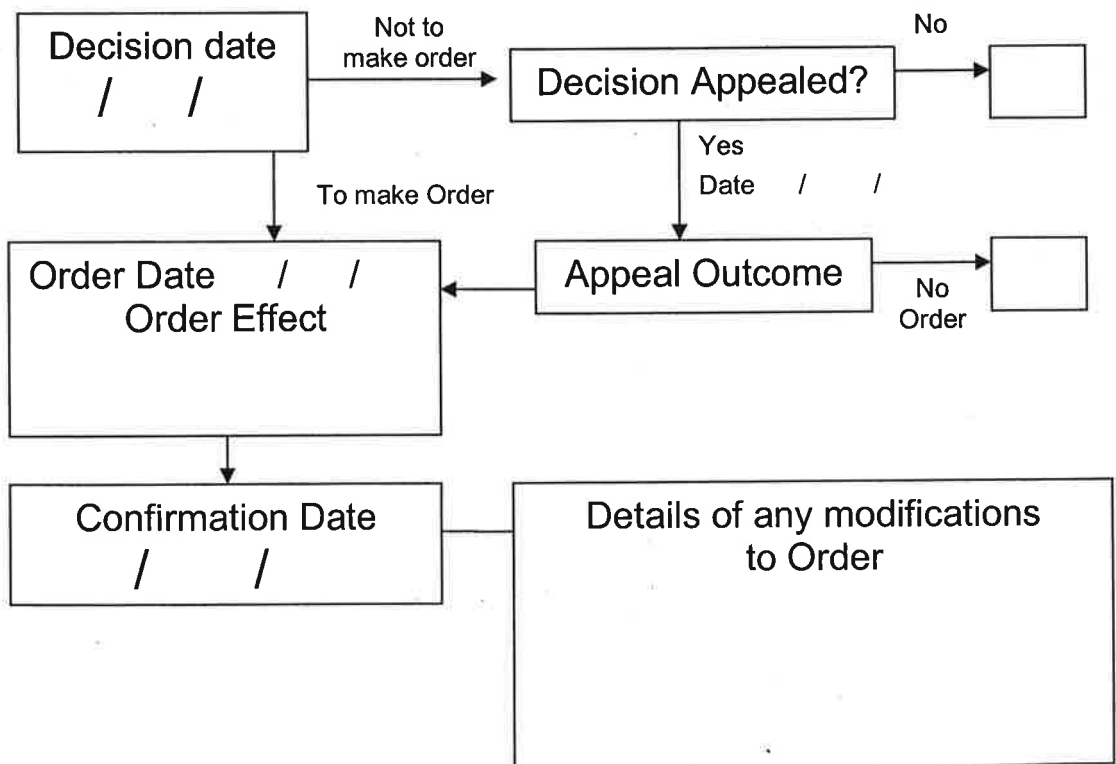 Decision date
/ /
Not to
make order
Decision Appealed?
No
Yes
Date / /
To make Order
Order Date / /
Order Effect
Appeal Outcome
No
Order
Confirmation Date
/ /
Details of any modifications
to Order